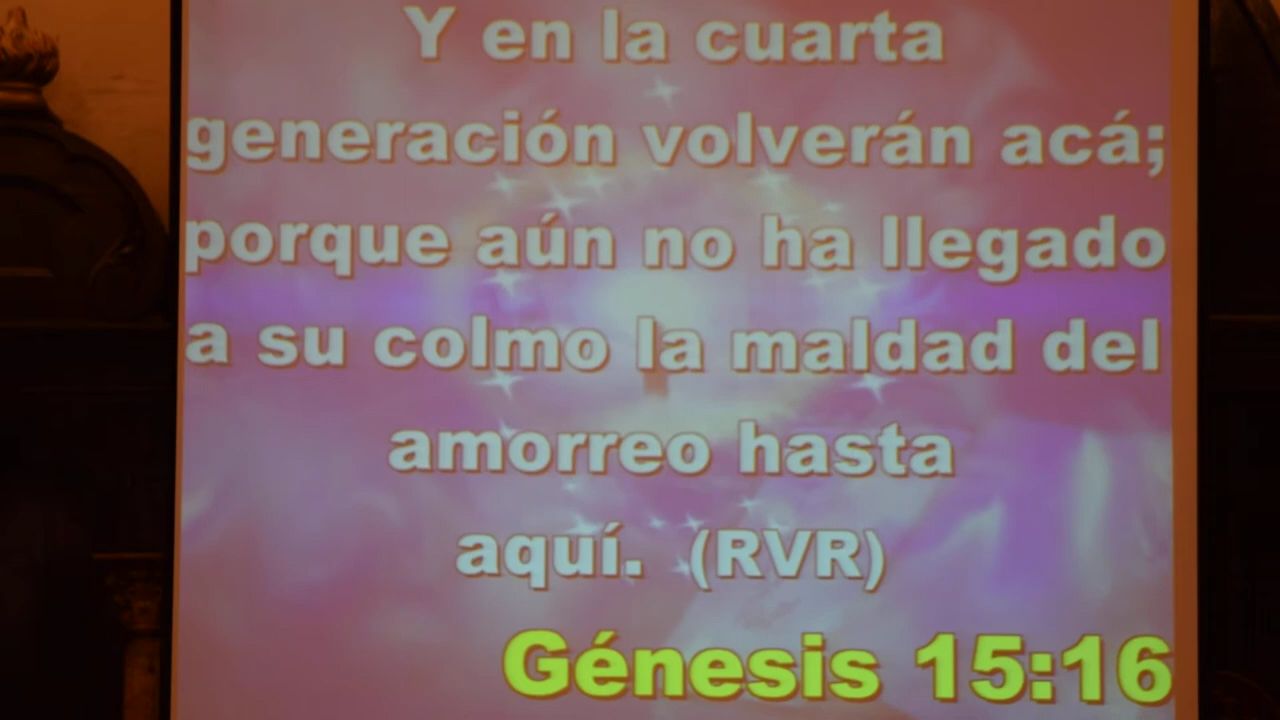 Y en la cuarta
generación volverán acá;
porque aún no ha llegado
a su colmo la maldad del
amorreo hasta
aquí. (RVR)
Génesis 15:16